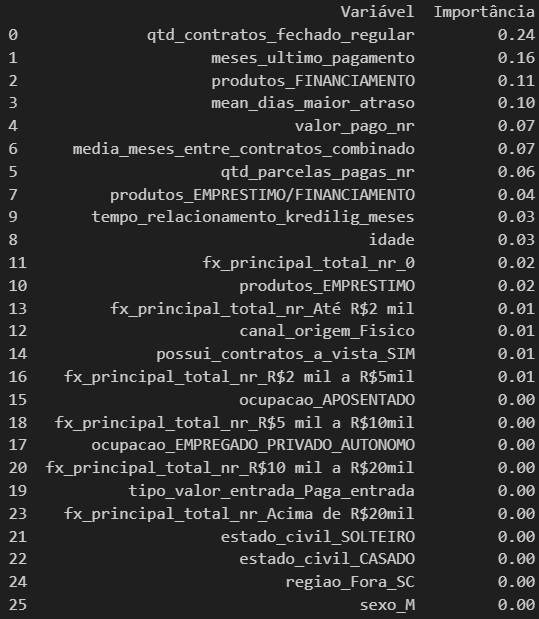 Variável Importância
0 qtd_contratos_fechado_regular 0.24
1 meses_ultimo_pagamento 0.16
2 produtos_FINANCIAMENTO 0.11
3 mean_dias_maior_atraso 0.10
4 valor_pago_nr 0.07
6 media_meses_entre_contratos_combinado 0.07
5 qtd_parcelas_pagas_nr 0.06
7 produtos_EMPRESTIMO/FINANCIAMENTO 0.04
9 tempo_relacionamento_kredilig_meses 0.03
8 idade 0.03
11 fx_principal_total_nr_0 0.02
10 produtos_EMPRESTIMO 0.02
13 fx_principal_total_nr_Até R$2 mil 0.01
12 canal_origem_Fisico 0.01
14 possui_contratos_a_vista_SIM 0.01
16 fx_principal_total_nr_R$2 mil a R$5mil 0.01
15 ocupacao_APOSENTADO 0.00
18 fx_principal_total_nr_R$5 mil a R$10mil 0.00
17 ocupacao_EMPREGADO_PRIVADO_AUTONOMO 0.00
20 fx_principal_total_nr_R$10 mil a R$20mil 0.00
19 tipo_valor_entrada_Paga_entrada 0.00
23 fx_principal_total_nr_Acima de R$20mil 0.00
21 estado_civil_SOLTEIRO 0.00
22 estado_civil_CASADO 0.00
24 regiao_Fora_SC 0.00
25 sexo_M 0.00